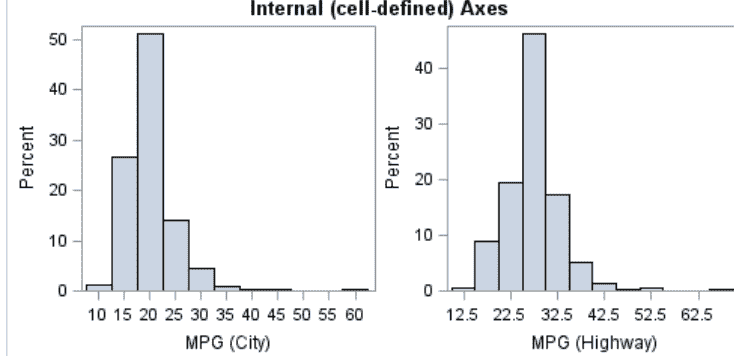 Internal (cell-defined) Axes
Percent
50
40
30
20
10
0
10 15 20 25 30 35 40 45 50 55 60
MPG (City)
Percent
40
30
20
10
0
12.5 22.5 32.5 42.5 52.5 62.5
MPG (Highway)